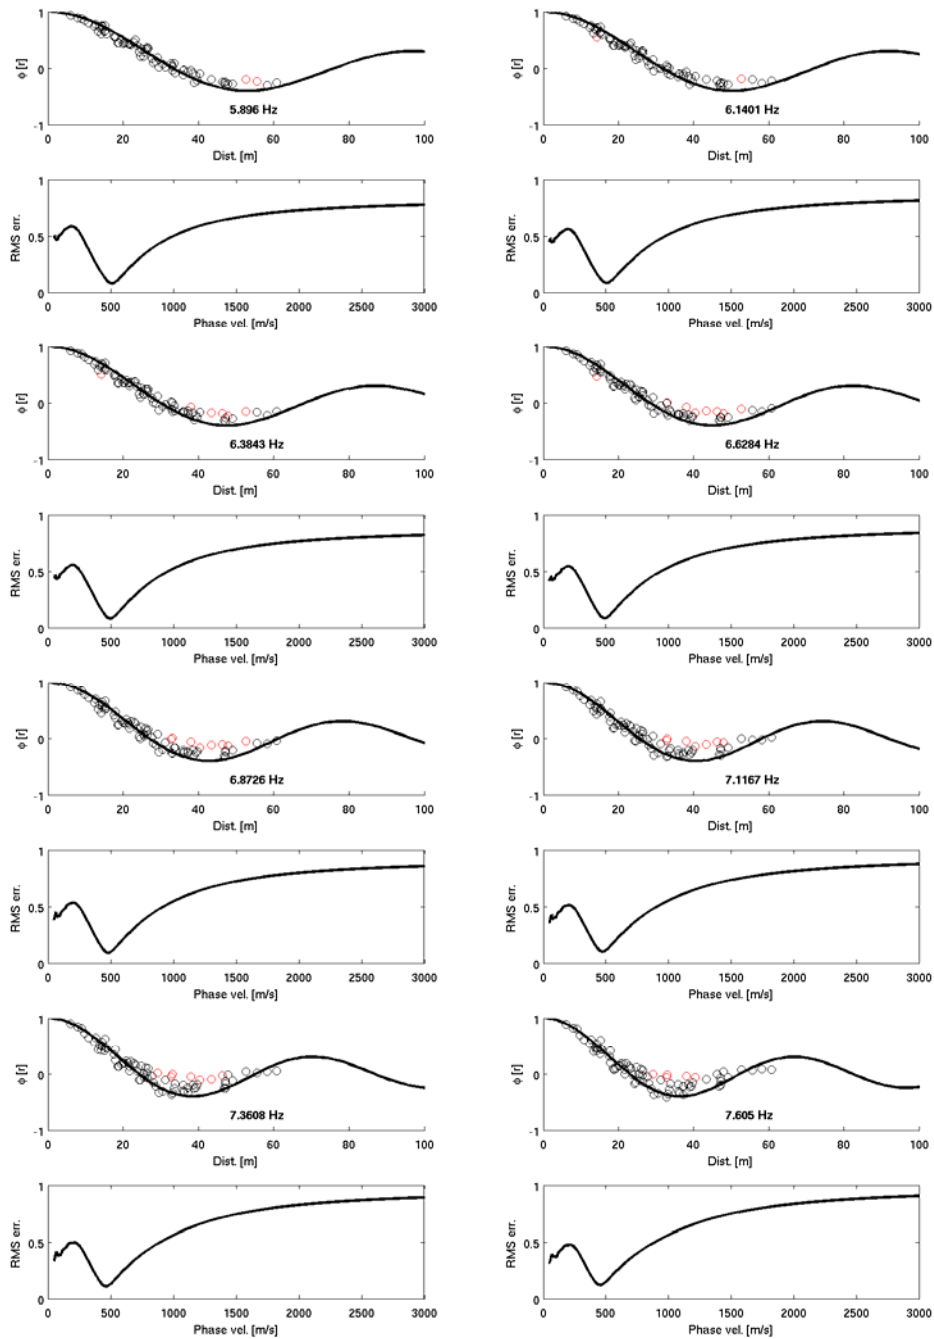 1
ϕ [r]
0
5.896 Hz
-1
0 20 40 60 80 100
Dist. [m]
1
ϕ [r]
0
6.1401 Hz
-1
0 20 40 60 80 100
Dist. [m]
1
RMS err.
0.5
0
0 500 1000 1500 2000 2500 3000
Phase vel. [m/s]
1
RMS err.
0.5
0
0 500 1000 1500 2000 2500 3000
Phase vel. [m/s]
1
ϕ [r]
0
6.3843 Hz
-1
0 20 40 60 80 100
Dist. [m]
1
ϕ [r]
0
6.6284 Hz
-1
0 20 40 60 80 100
Dist. [m]
1
RMS err.
0.5
0
0 500 1000 1500 2000 2500 3000
Phase vel. [m/s]
1
RMS err.
0.5
0
0 500 1000 1500 2000 2500 3000
Phase vel. [m/s]
1
ϕ [r]
0
6.8726 Hz
-1
0 20 40 60 80 100
Dist. [m]
1
ϕ [r]
0
7.1167 Hz
-1
0 20 40 60 80 100
Dist. [m]
1
RMS err.
0.5
0
0 500 1000 1500 2000 2500 3000
Phase vel. [m/s]
1
RMS err.
0.5
0
0 500 1000 1500 2000 2500 3000
Phase vel. [m/s]
1
ϕ [r]
0
7.3608 Hz
-1
0 20 40 60 80 100
Dist. [m]
1
ϕ [r]
0
7.605 Hz
-1
0 20 40 60 80 100
Dist. [m]
1
RMS err.
0.5
0
0 500 1000 1500 2000 2500 3000
Phase vel. [m/s]
1
RMS err.
0.5
0
0 500 1000 1500 2000 2500 3000
Phase vel. [m/s]